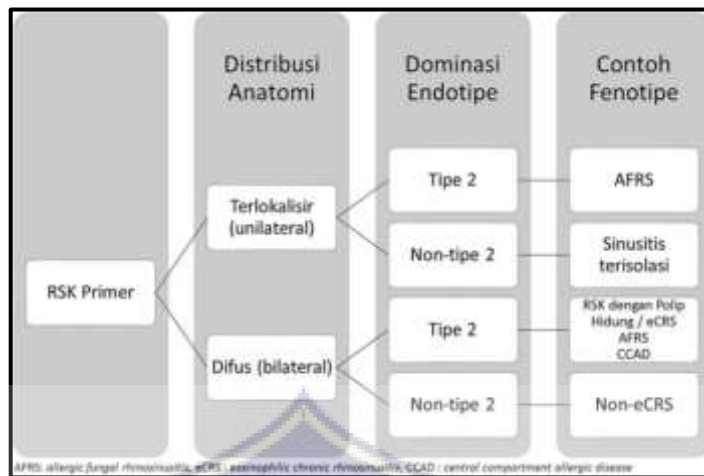 Distribusi
Anatomi
Dominasi
Endotipe
Contoh
Fenotipe
RSK Primer
Terlokalisir
(unilateral)
Difus (bilateral)
Tipe 2
Non-tipe 2
Tipe 2
Non-tipe 2
AFRS
Sinusitis
terisolasi
RSK dengan Polip
Hidung / eCRS
AFRS
CCAD
Non-eCRS
AFRS: allergic fungal rhinosinusitis, eCRS : eosinophilic chronic rhinosinusitis, CCAD : central compartment allergic disease